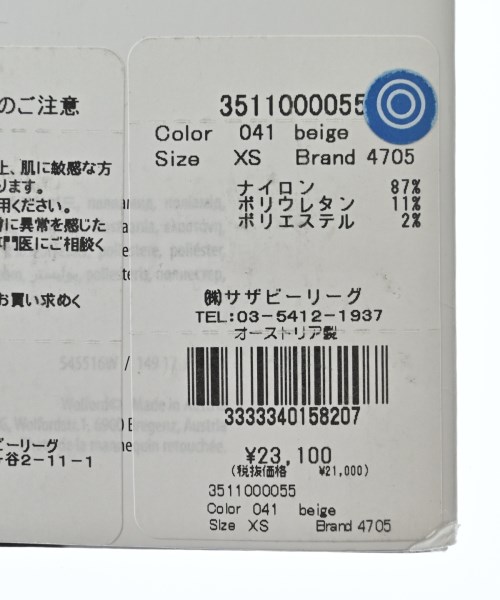 のご注意
上、肌に敏感な方
ります。
用ください。
に異常を感じた
門医にご相談く
お買い求めく
ビーリーグ
ケ谷2-11-1
3511000055
Color 041 beige
Size XS Brand 4705
ナイロン 87%
ポリウレタン 11%
ポリエステル 2%
㈱サザビーリーグ
TEL:03-5412-1937
オーストリア製
3333340158207
¥23,100
(税抜価格 ¥21,000)
3511000055
Color 041 beige
Size XS Brand 4705